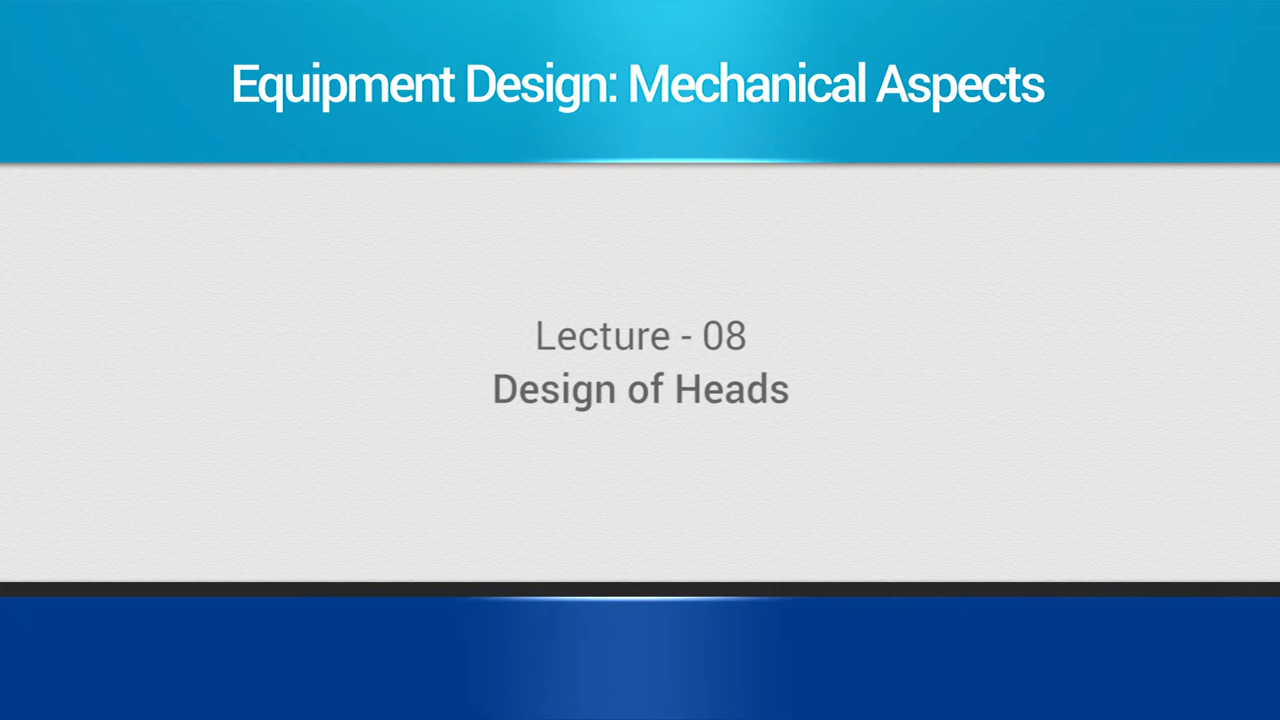 Equipment Design: Mechanical Aspects
Lecture - 08
Design of Heads